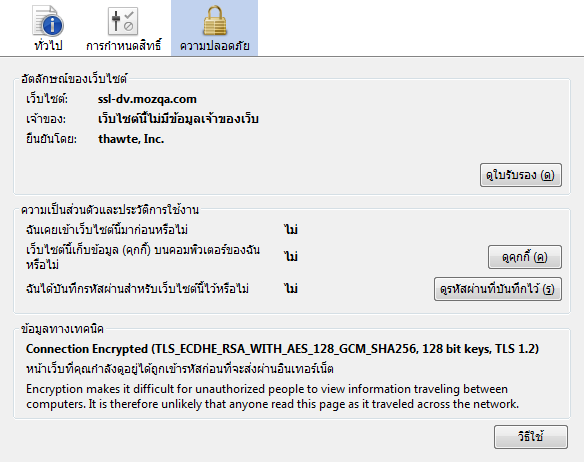 ทั่วไป
การกำหนดสิทธิ์
ความปลอดภัย
อัตลักษณ์ของเว็บไซต์
เว็บไซต์: ssl-dv.mozqa.com
เจ้าของ: เว็บไซต์นี้ไม่มีข้อมูลเจ้าของเว็บ
ยืนยันโดย: thawte, Inc.
ดูใบรับรอง (ด)
ความเป็นส่วนตัวและประวัติการใช้งาน
ฉันเคยเข้าเว็บไซต์นี้มาก่อนหรือไม่ ไม่
เว็บไซต์นี้เก็บข้อมูล (คุกกี้) บนคอมพิวเตอร์ของฉัน
หรือไม่ ไม่
ดูคุกกี้ (ค)
ฉันได้บันทึกรหัสผ่านสำหรับเว็บไซต์นี้ไว้หรือไม่ ไม่
ดูรหัสผ่านที่บันทึกไว้ (ร)
ข้อมูลทางเทคนิค
Connection Encrypted (TLS_ECDHE_RSA_WITH_AES_128_GCM_SHA256, 128 bit keys, TLS 1.2)
หน้าเว็บที่คุณกำลังดูอยู่ได้ถูกเข้ารหัสก่อนที่จะส่งผ่านอินเทอร์เน็ต
Encryption makes it difficult for unauthorized people to view information traveling between
computers. It is therefore unlikely that anyone read this page as it traveled across the network.
วิธีใช้